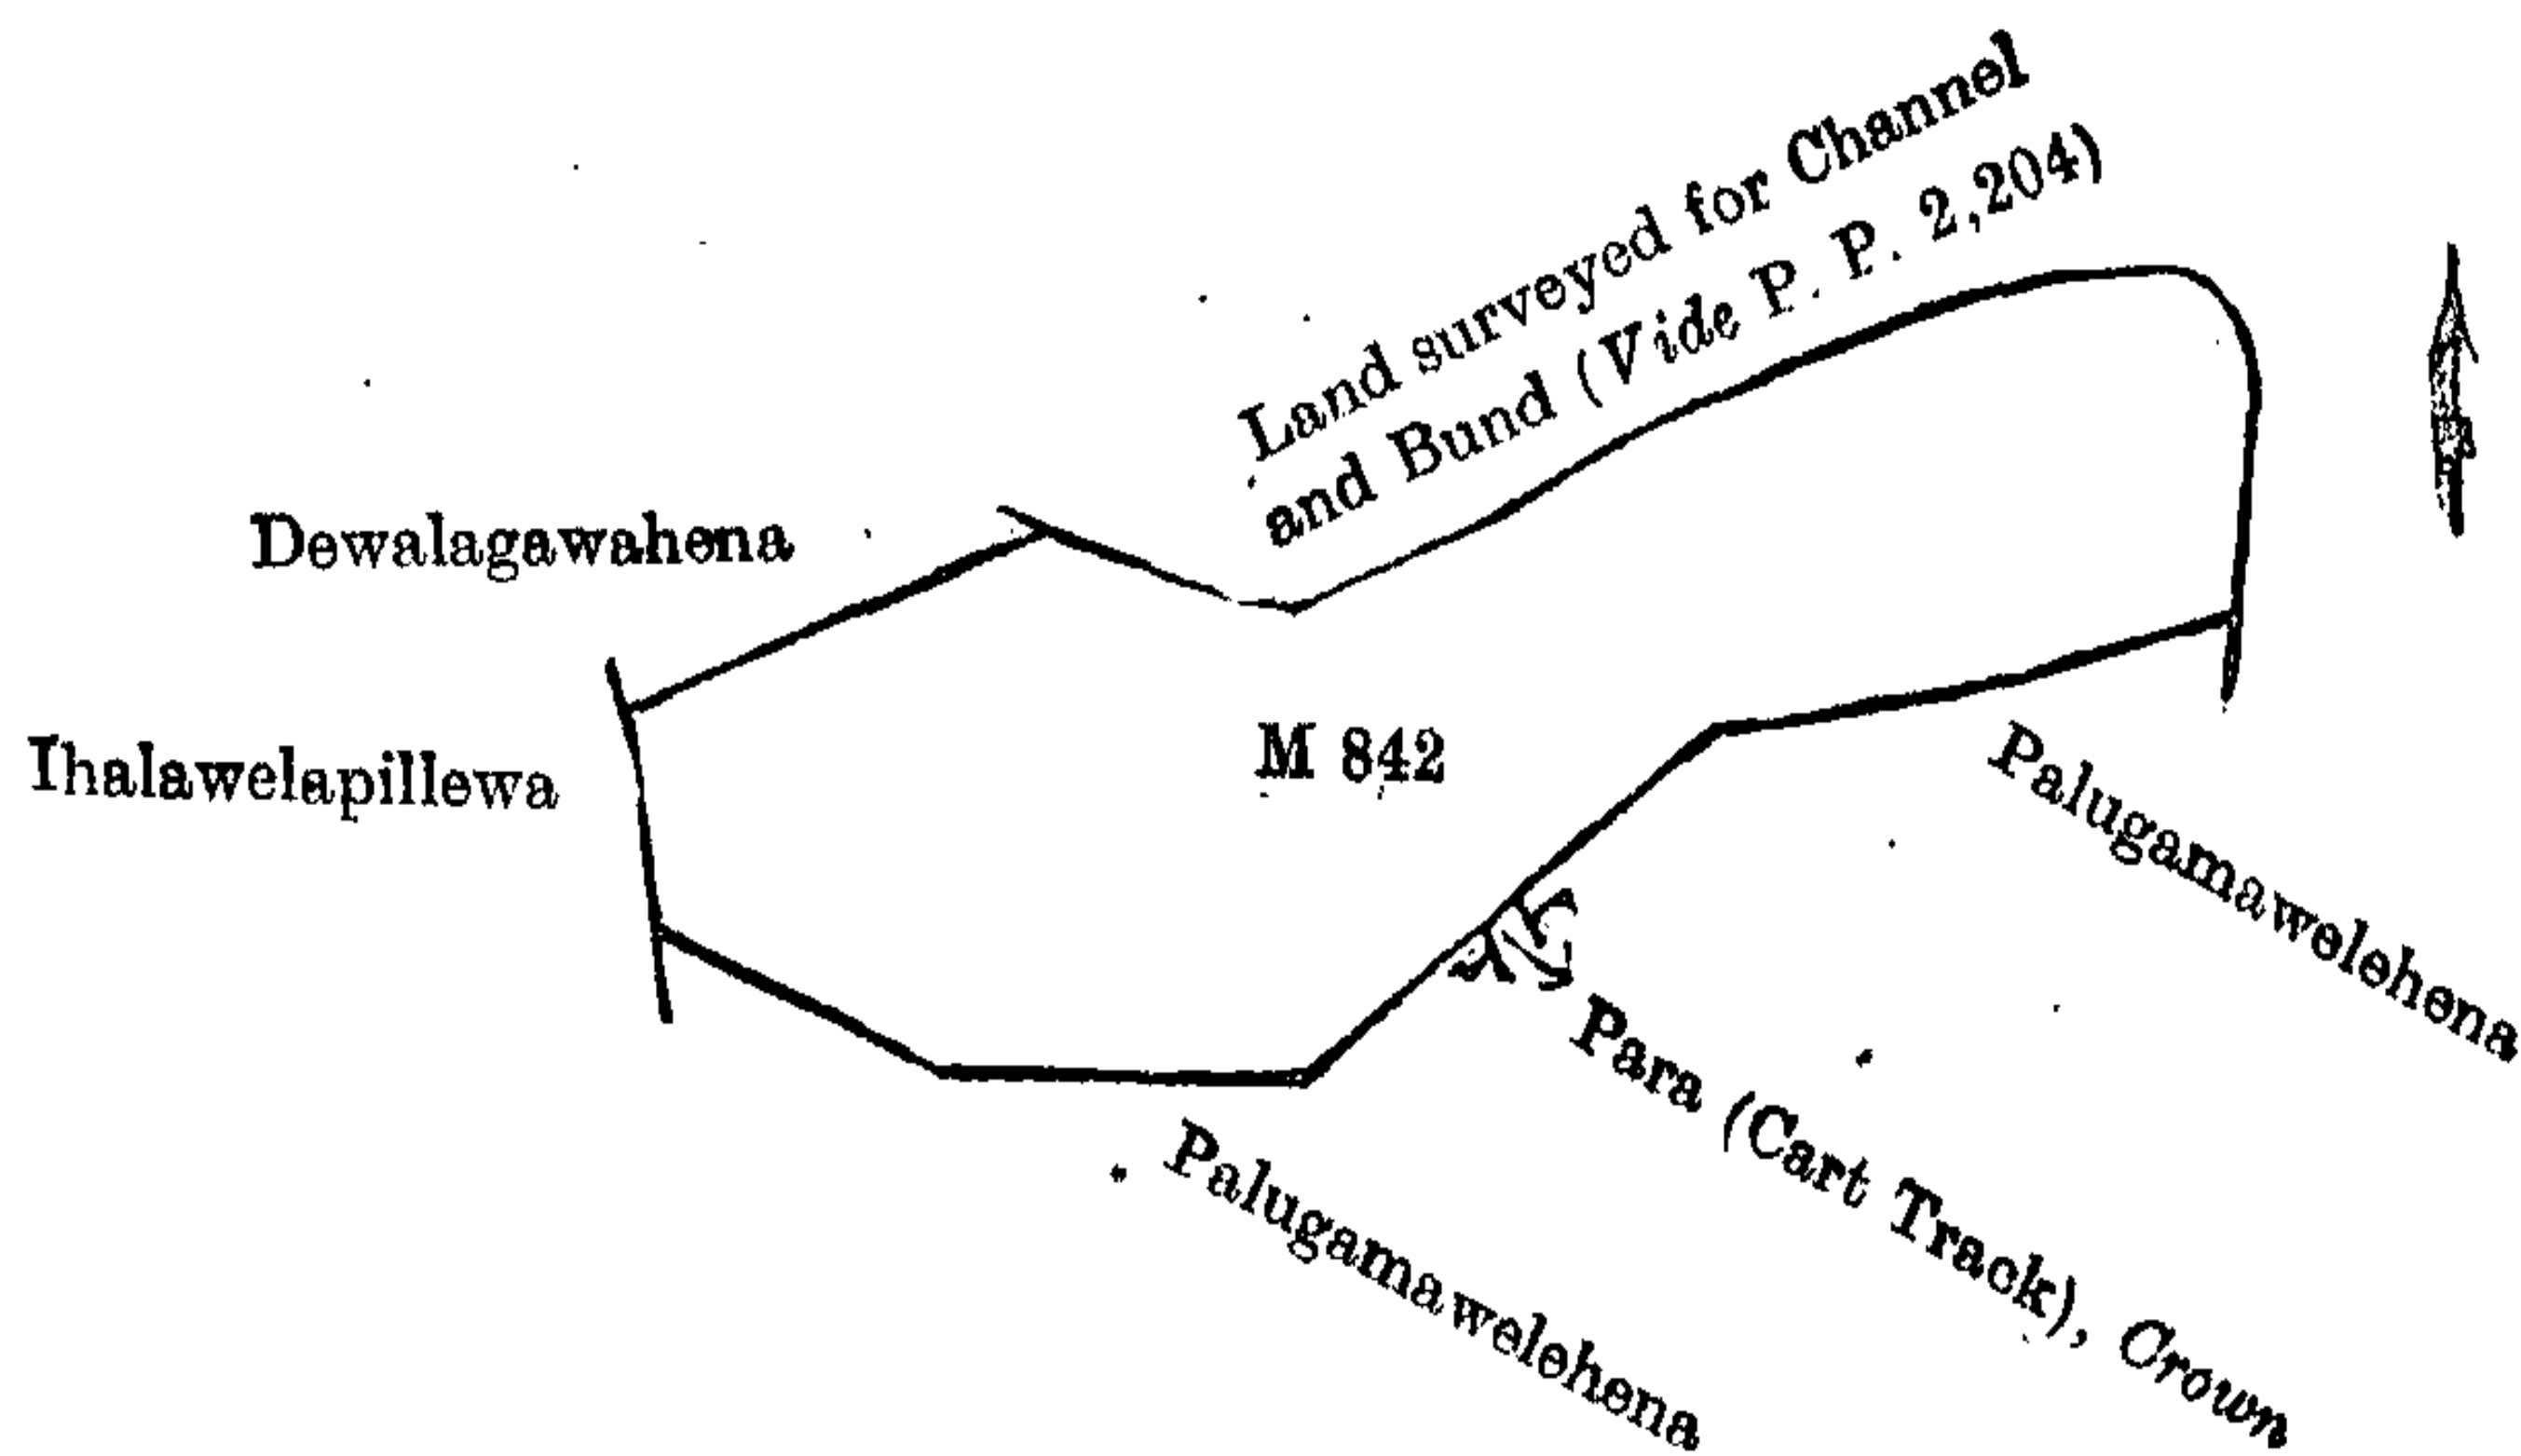 Land surveyed for Channel
and Bund (Vide P. P. 2,204)
Dewalagawahena
Ihalawelapillewa
M 842
Palugamawelehena
Para (Cart Track), Crown
Palugamawelehena